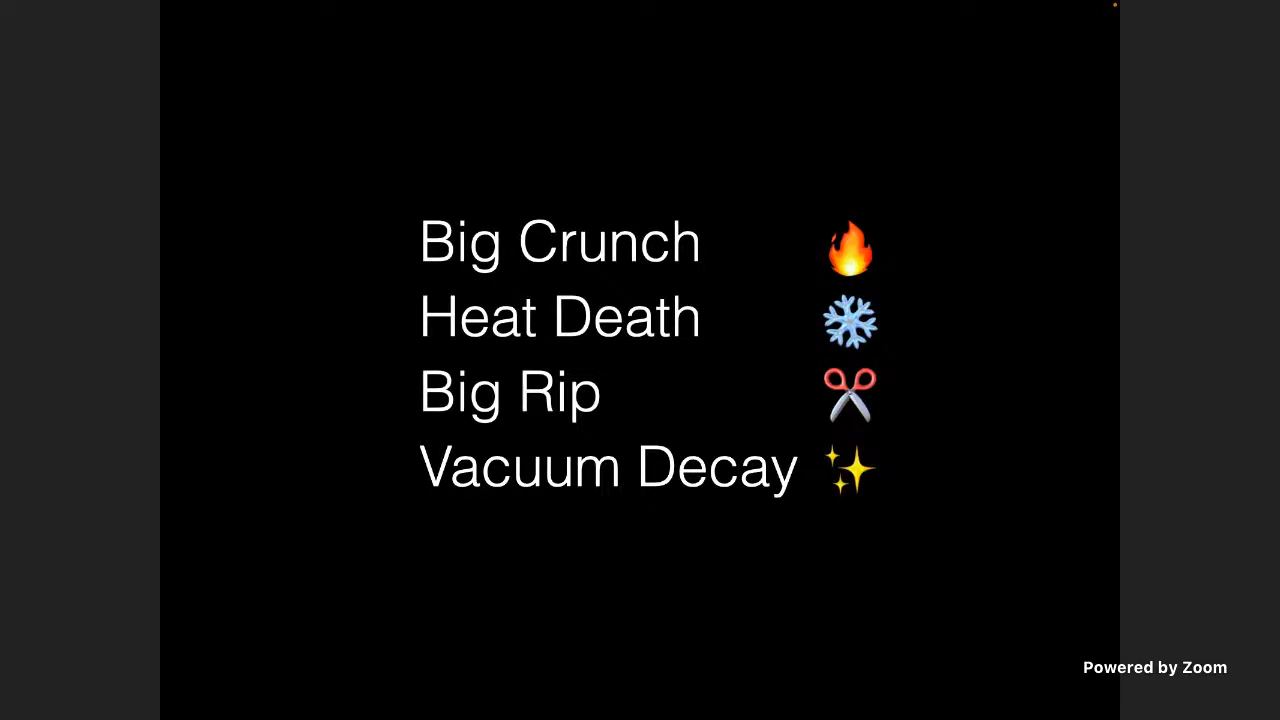 Big Crunch 🔥
Heat Death ❄️
Big Rip ✂️
Vacuum Decay ✨
Powered by Zoom